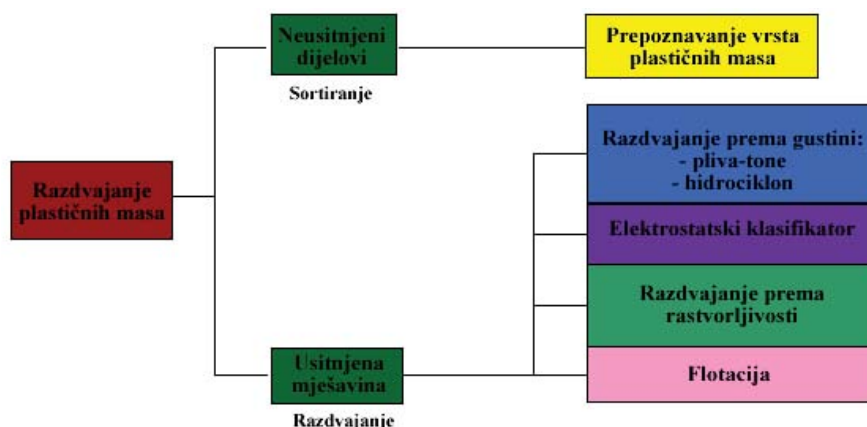 Razdvajanje
plastičnih masa
Neusitnjeni
dijelovi
Sortiranje
Prepoznavanje vrsta
plastičnih masa
Usitnjena
mješavina
Razdvajanje
Razdvajanje prema gustini:
- pliva-tone
- hidrociklon
Elektrostatski klasifikator
Razdvajanje prema
rastvorljivosti
Flotacija